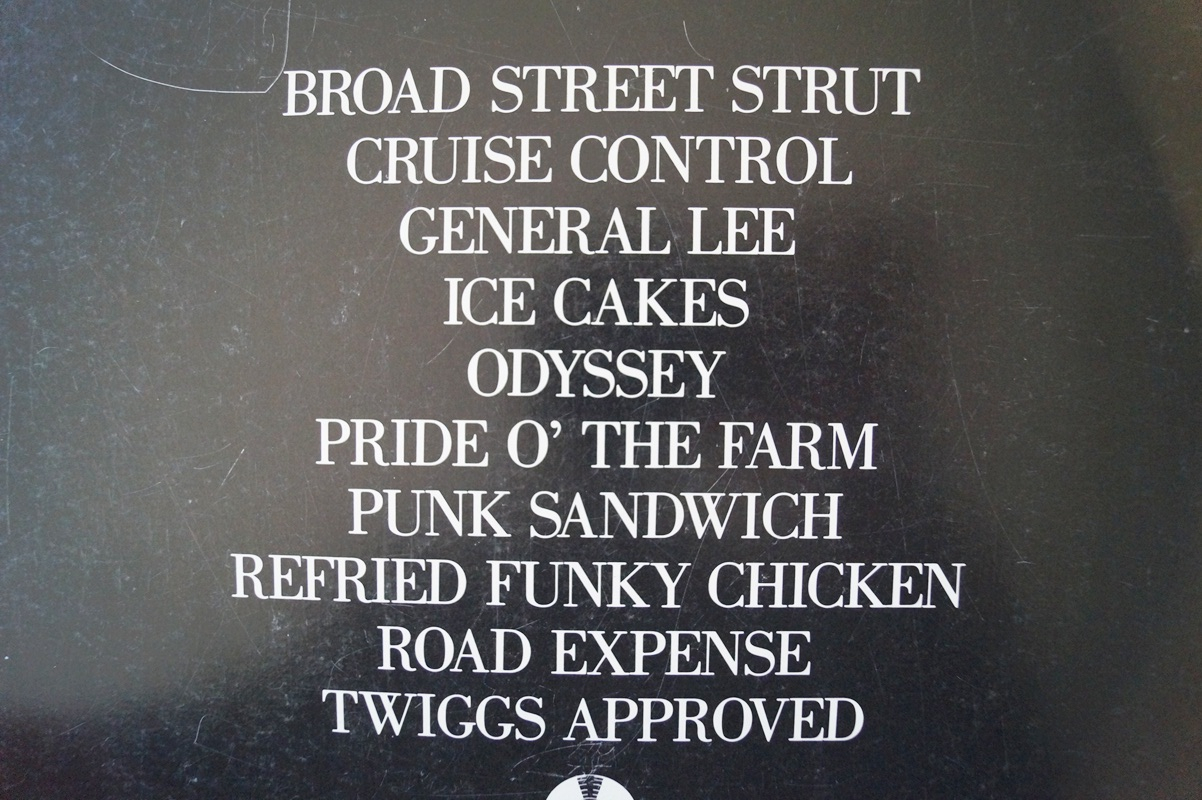 BROAD STREET STRUT
CRUISE CONTROL
GENERAL LEE
ICE CAKES
ODYSSEY
PRIDE O’ THE FARM
PUNK SANDWICH
REFRIED FUNKY CHICKEN
ROAD EXPENSE
TWIGGS APPROVED